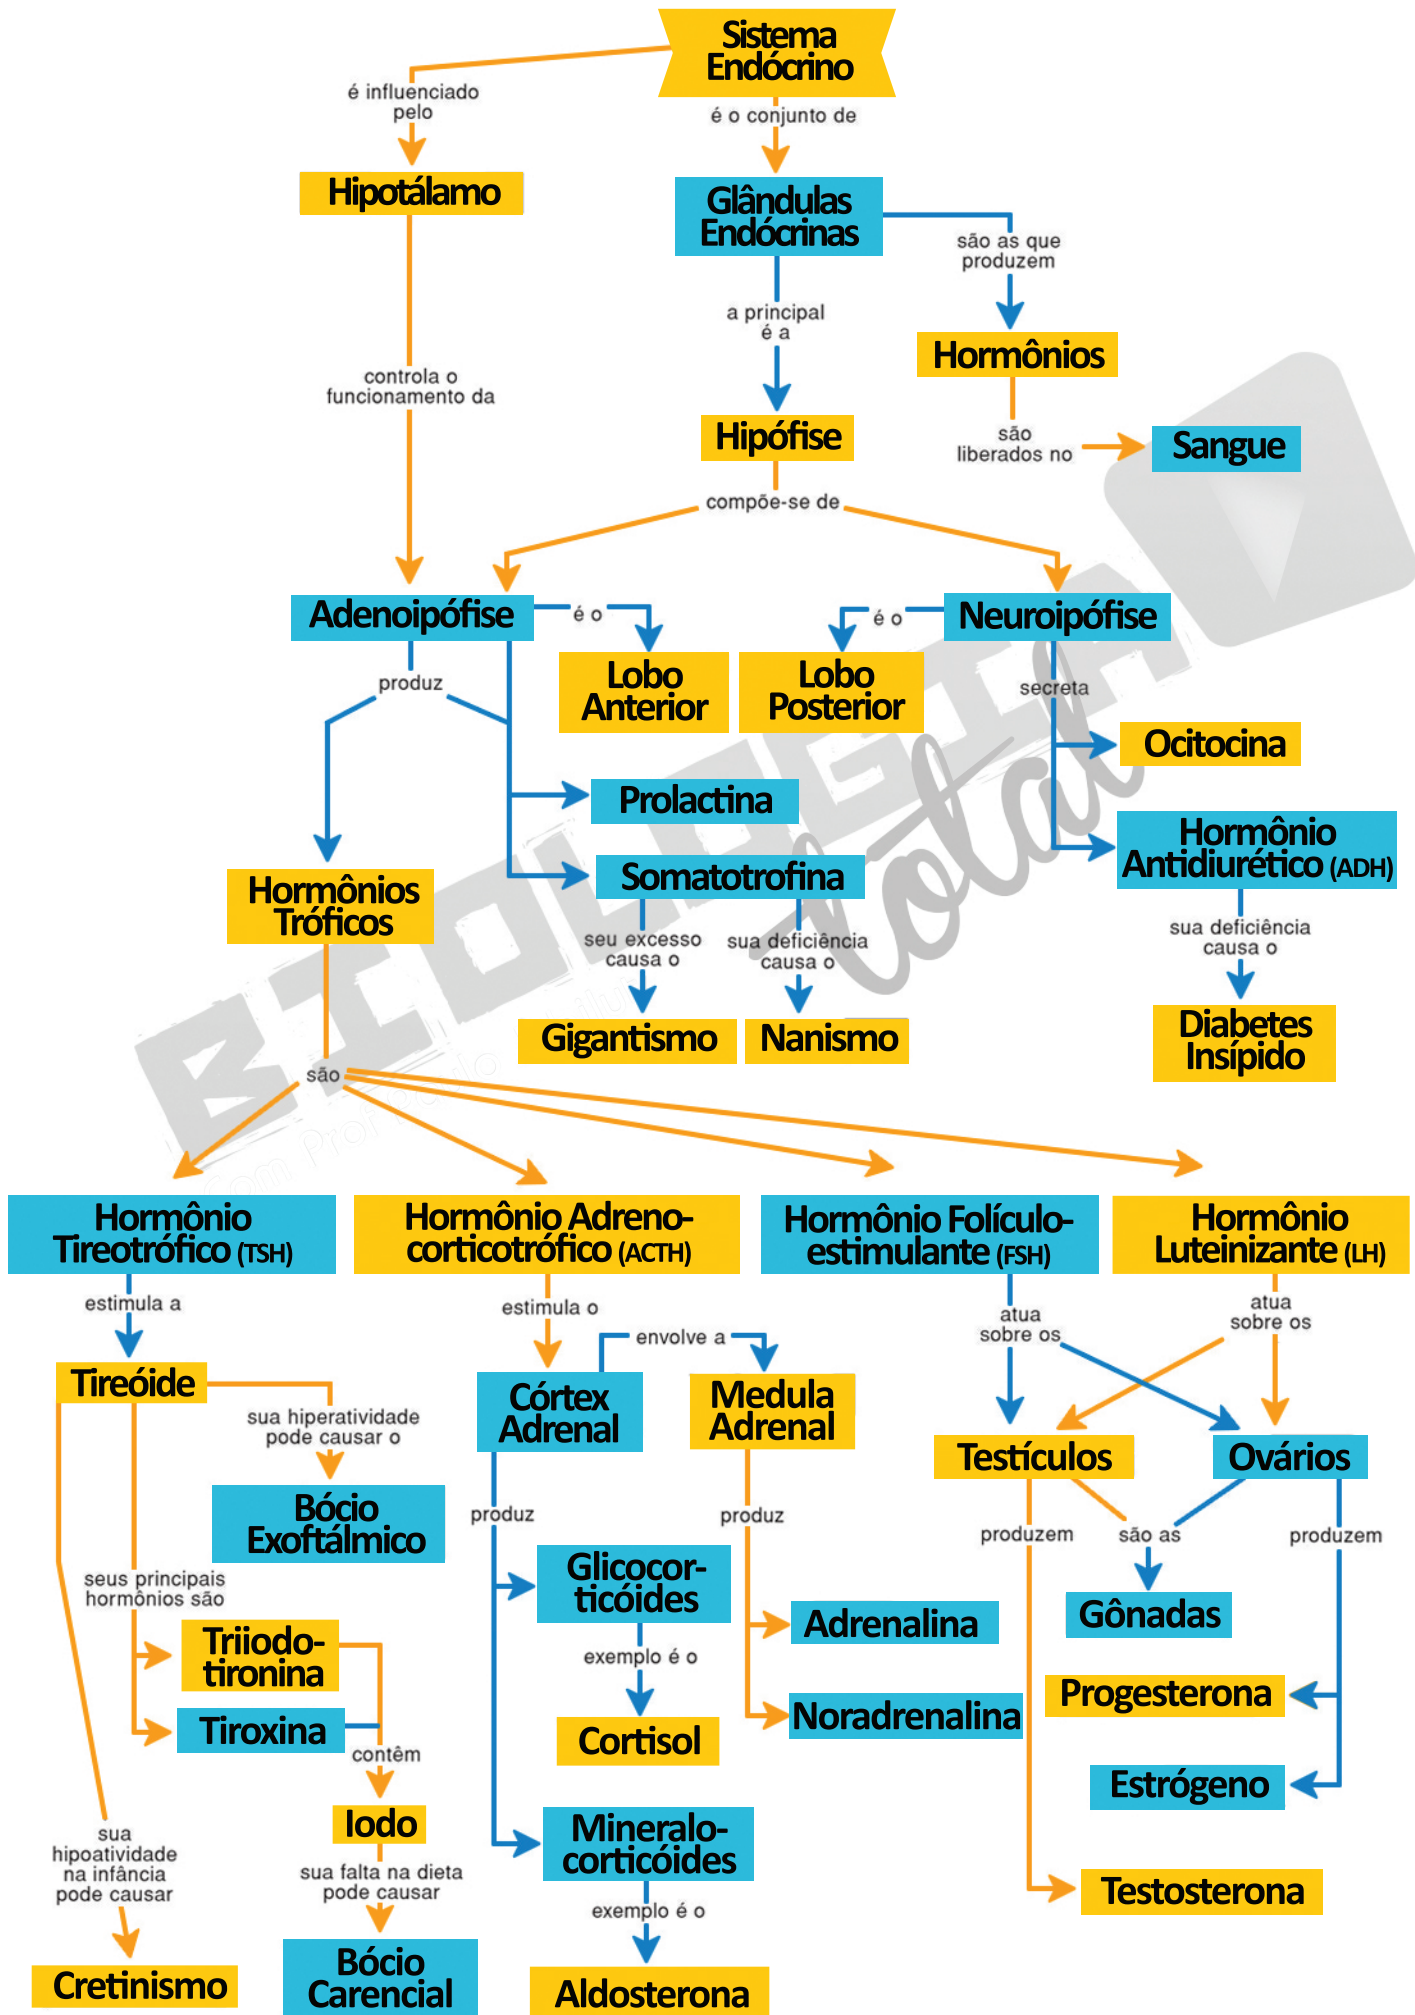 Sistema
Endócrino
é influenciado
pelo
é o conjunto de
Hipotálamo
Glândulas
Endócrinas
são as que
produzem
a principal
é a
Hormônios
controla o
funcionamento da
Hipófise
são
liberados no
Sangue
compõe-se de
Adenoipófise
é o
Lobo
Anterior
é o
Lobo
Posterior
Neuroipófise
produz
secreta
Ocitocina
Prolactina
Hormônio
Antidiurético (ADH)
Somatotrofina
Hormônios
Tróficos
seu excesso
causa o
sua deficiência
causa o
sua deficiência
causa o
Gigantismo
Nanismo
Diabetes
Insípido
BIOLOGIA
total
são
Hormônio
Tireotrófico (TSH)
Hormônio Adreno-
corticotrófico (ACTH)
Hormônio Folículo-
estimulante (FSH)
Hormônio
Luteinizante (LH)
estimula a
estimula o
envolve a
atua
sobre os
atua
sobre os
Tireóide
Córtex
Adrenal
Medula
Adrenal
sua hiperatividade
pode causar o
Testículos
Ovários
Bócio
Exoftálmico
produz
produz
produzem
são as
produzem
seus principais
hormônios são
Glicocor-
ticóides
Gônadas
Triiodo-
tironina
Adrenalina
exemplo é o
Progesterona
Tiroxina
Cortisol
Noradrenalina
contêm
Estrógeno
Iodo
Mineralo-
corticóides
sua
hipoatividade
na infância
pode causar
sua falta na dieta
pode causar
Testosterona
exemplo é o
Cretinismo
Bócio
Carencial
Aldosterona